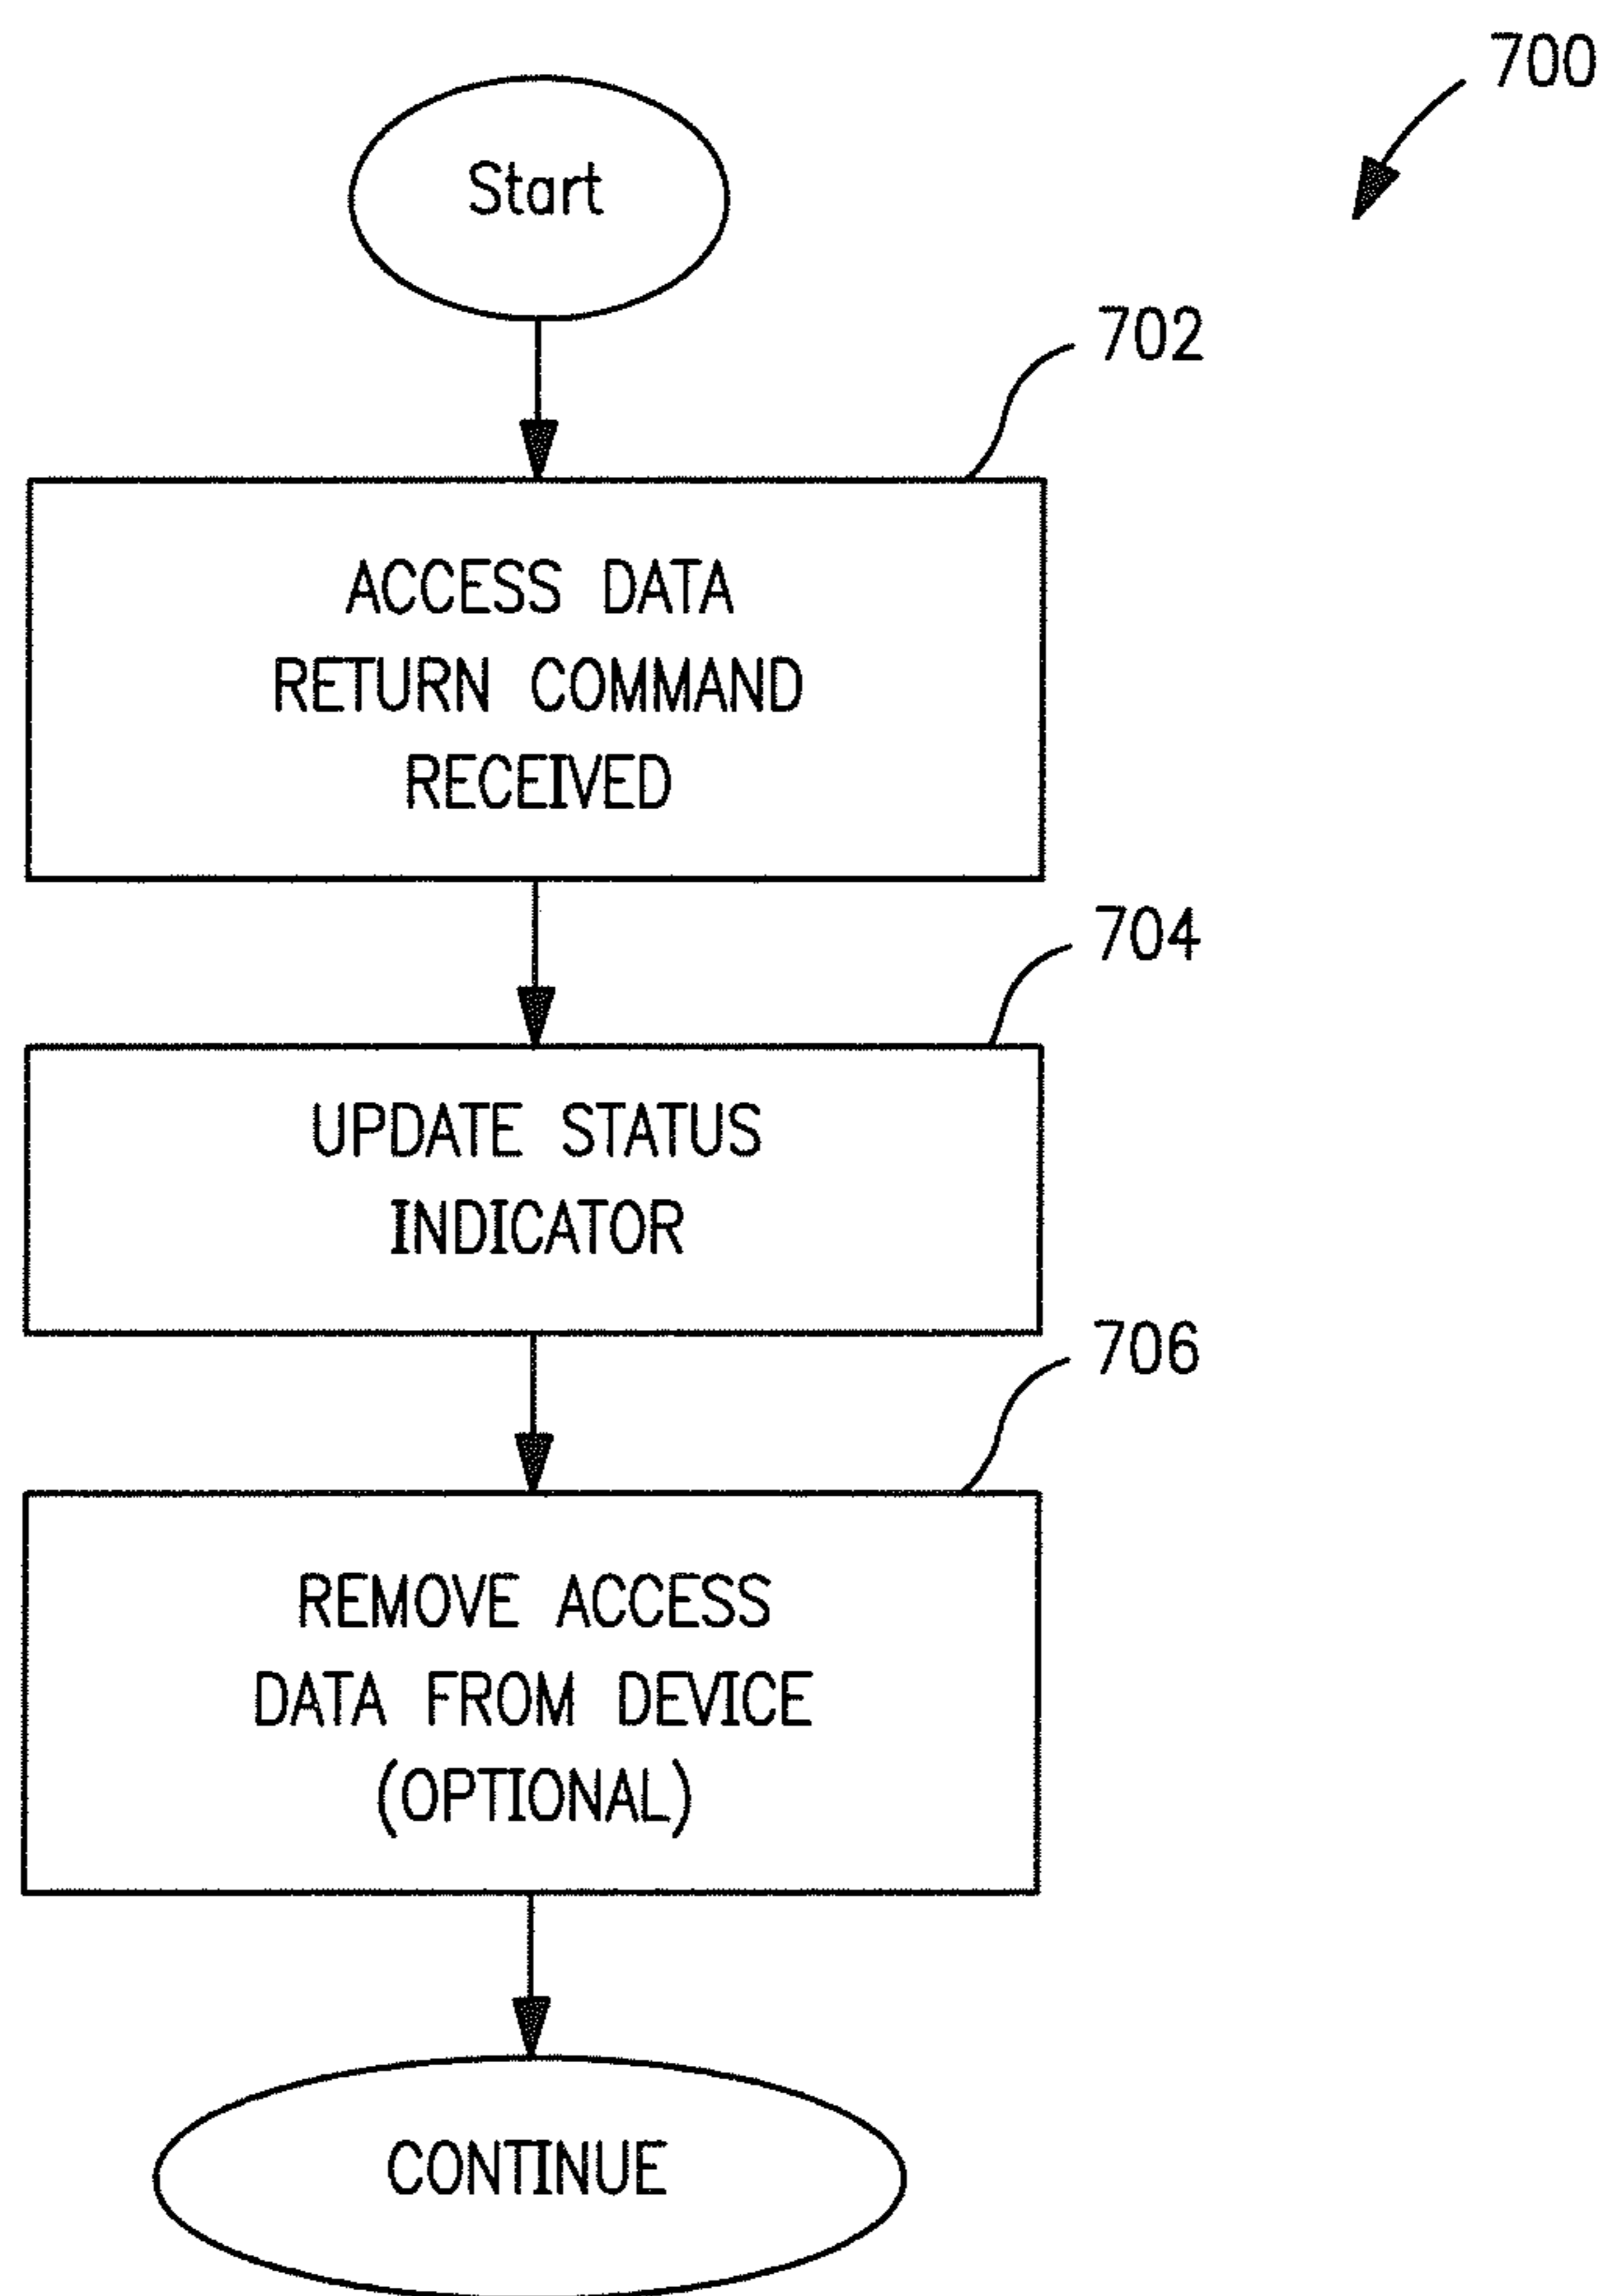 700
Start
702
ACCESS DATA
RETURN COMMAND
RECEIVED
704
UPDATE STATUS
INDICATOR
706
REMOVE ACCESS
DATA FROM DEVICE
(OPTIONAL)
CONTINUE